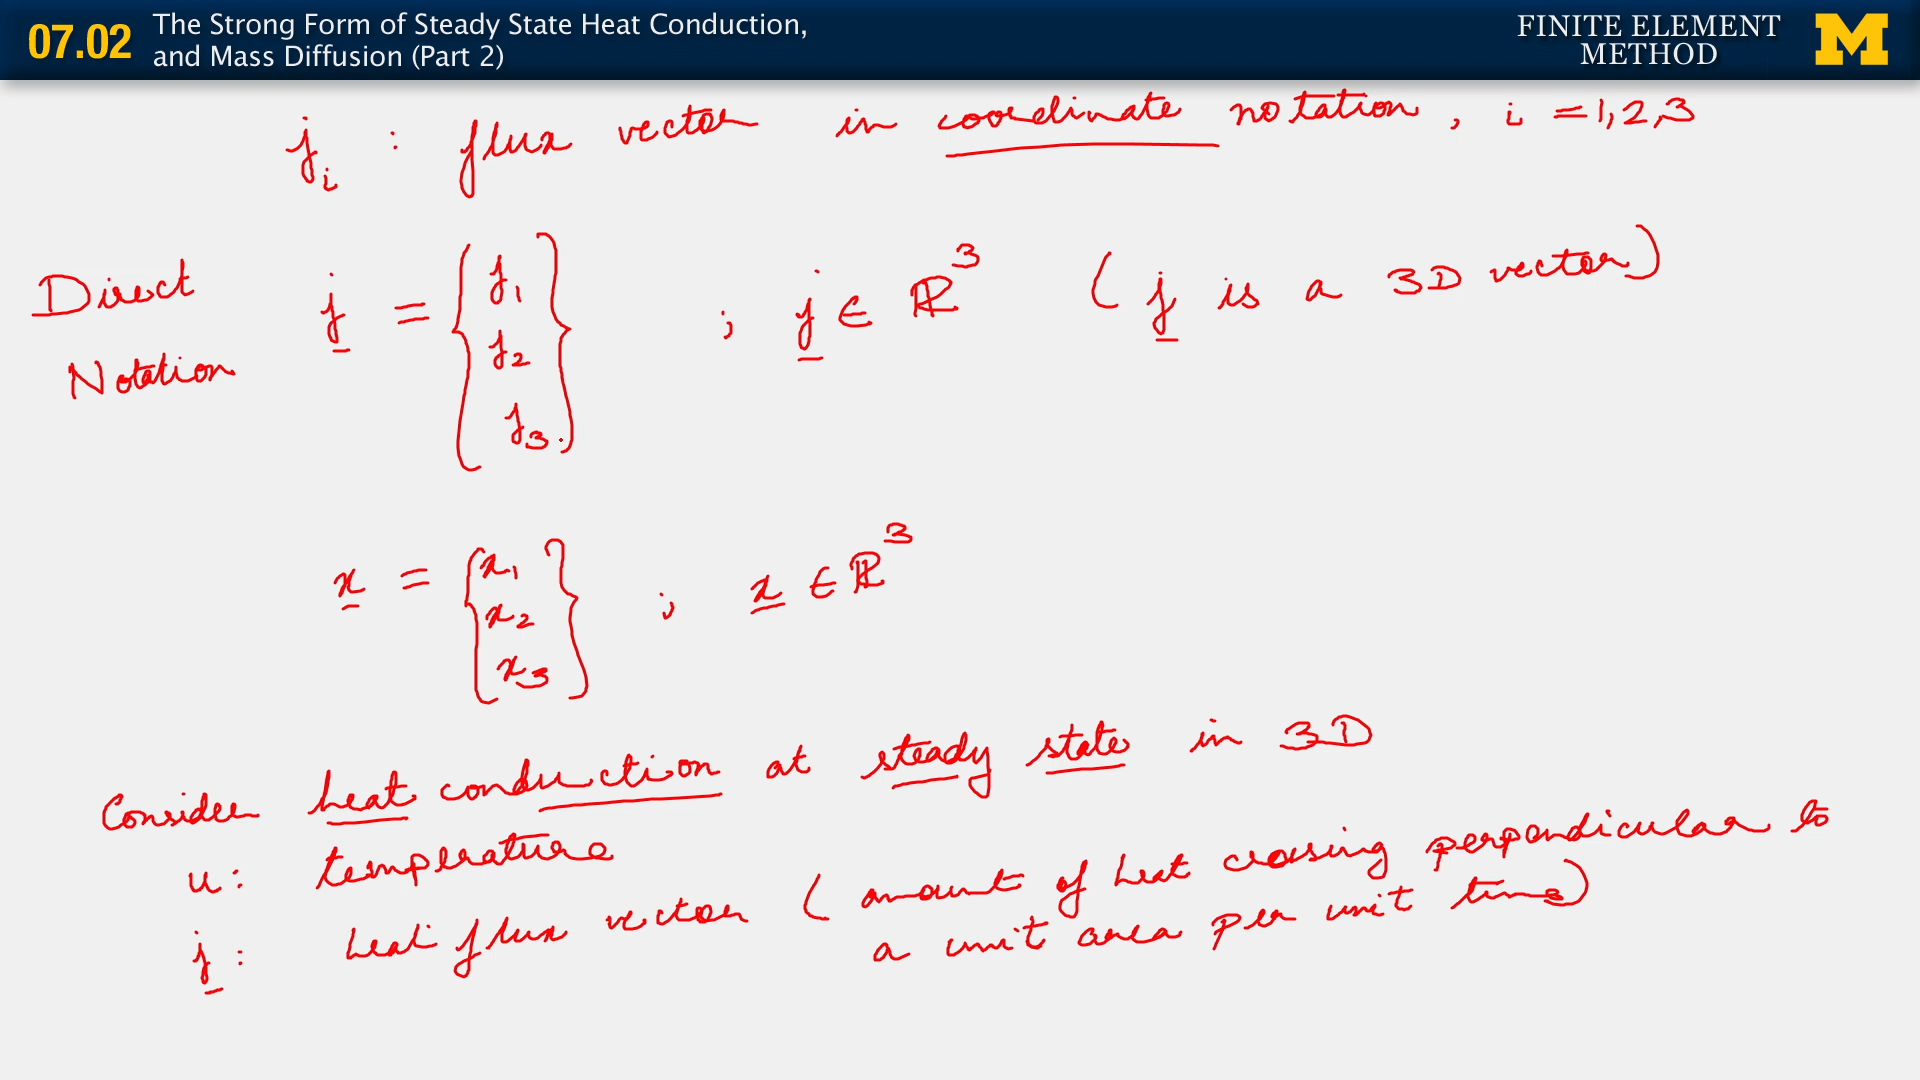 07.02 The Strong Form of Steady State Heat Conduction, and Mass Diffusion (Part 2)
FINITE ELEMENT METHOD M
j_i : flux vector in coordinate notation, i = 1,2,3
Direct Notation
j = { j_1 j_2 j_3 } ; j ∈ ℝ^3 ( j is a 3D vector)
x = { x_1 x_2 x_3 } ; x ∈ ℝ^3
Consider heat conduction at steady state in 3D
u : temperature
j : heat flux vector ( amount of heat crossing perpendicular to
a unit area per unit time)